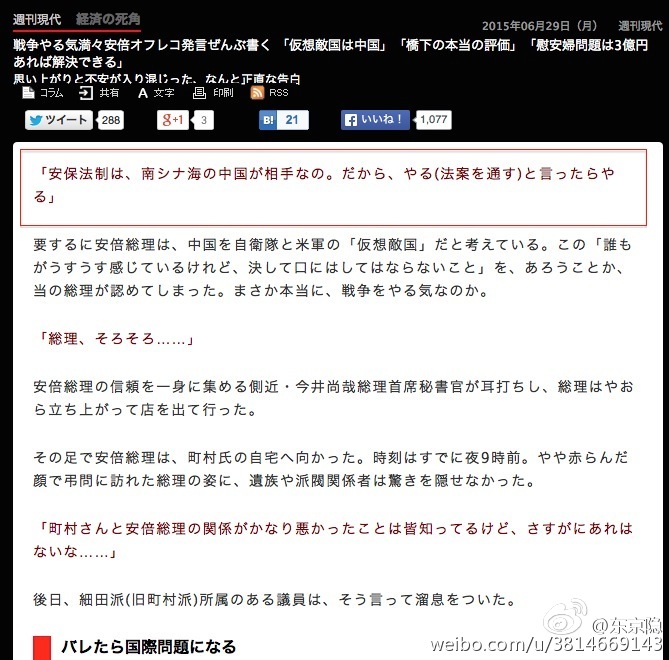 週刊現代 経済の死角
2015年06月29日（月） 週刊現代
戦争やる気満々安倍オフレコ発言ぜんぶ書く 「仮想敵国は中国」「橋下の本当の評価」「慰安婦問題は3億円
あれば解決できる」
思い上がりと不安が入り混じった、なんと正直な告白
コラム 共有 A 文字 印刷 RSS
ツイート 288 g+1 3 B! 21 いいね！ 1,077
「安保法制は、南シナ海の中国が相手なの。だから、やる(法案を通す)と言ったらや
る」
要するに安倍総理は、中国を自衛隊と米軍の「仮想敵国」だと考えている。この「誰も
がうすうす感じているけれど、決して口にはしてはならないこと」を、あろうことか、
当の総理が認めてしまった。まさか本当に、戦争をやる気なのか。
「総理、そろそろ……」
安倍総理の信頼を一身に集める側近・今井尚哉総理首席秘書官が耳打ちし、総理はやお
ら立ち上がって店を出て行った。
その足で安倍総理は、町村氏の自宅へ向かった。時刻はすでに夜9時前。やや赤らんだ
顔で弔問に訪れた総理の姿に、遺族や派閥関係者は驚きを隠せなかった。
「町村さんと安倍総理の関係がかなり悪かったことは皆知ってるけど、さすがにあれは
ないな……」
後日、細田派(旧町村派)所属のある議員は、そう言って溜息をついた。
@东京隐
weibo.com/u/3814669143
バレたら国際問題になる